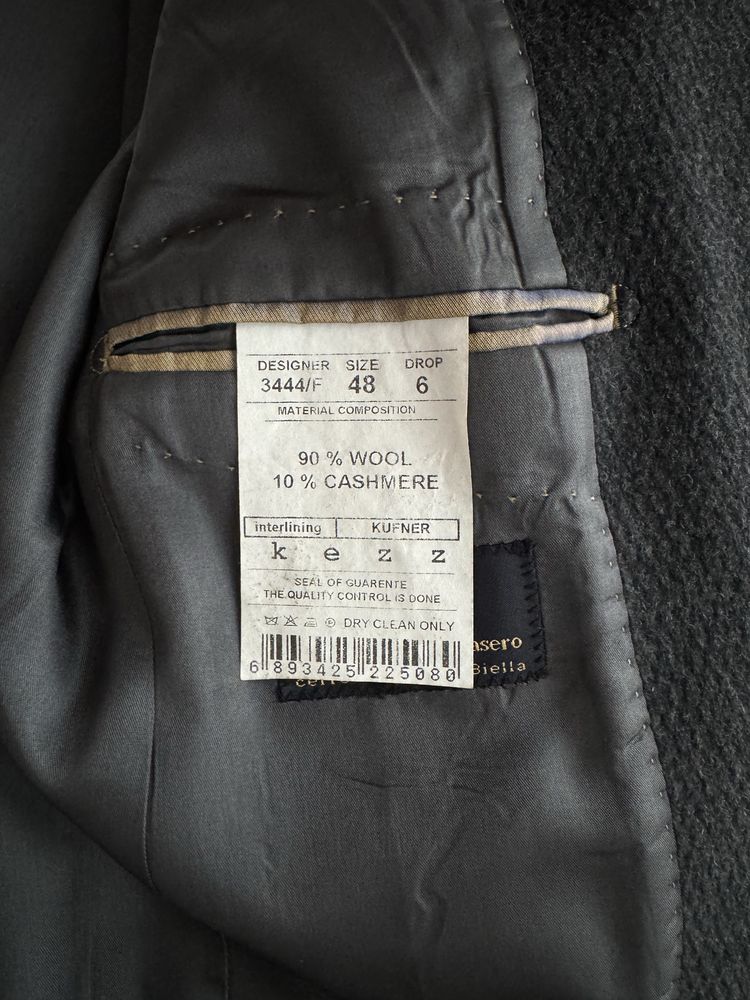 DESIGNER SIZE DROP
3444/F 48 6
MATERIAL COMPOSITION
90 % WOOL
10 % CASHMERE
interlining KUFNER
k e z z
SEAL OF GUARENTE
THE QUALITY CONTROL IS DONE
DRY CLEAN ONLY
6 893425 225080
asero
Biella